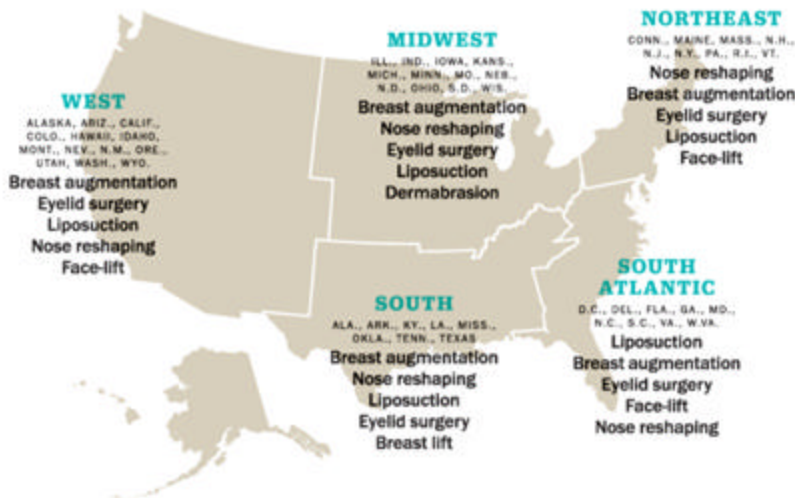 WEST
ALASKA, ARIZ., CALIF.,
COLO., HAWAII, IDAHO,
MONT., NEV., N.M., ORE.,
UTAH, WASH., WYO.
Breast augmentation
Eyelid surgery
Liposuction
Nose reshaping
Face-lift
MIDWEST
ILL., IND., IOWA, KANS.,
MICH., MINN., MO., NEB.,
N.D., OHIO, S.D., WIS.
Breast augmentation
Nose reshaping
Eyelid surgery
Liposuction
Dermabrasion
NORTHEAST
CONN., MAINE, MASS., N.H.,
N.J., N.Y., PA., R.I., VT.
Nose reshaping
Breast augmentation
Eyelid surgery
Liposuction
Face-lift
SOUTH
ALA., ARK., KY., LA., MISS.,
OKLA., TENN., TEXAS
Breast augmentation
Nose reshaping
Liposuction
Eyelid surgery
Breast lift
SOUTH
ATLANTIC
D.C., DEL., FLA., GA., MD.,
N.C., S.C., VA., W.VA.
Liposuction
Breast augmentation
Eyelid surgery
Face-lift
Nose reshaping